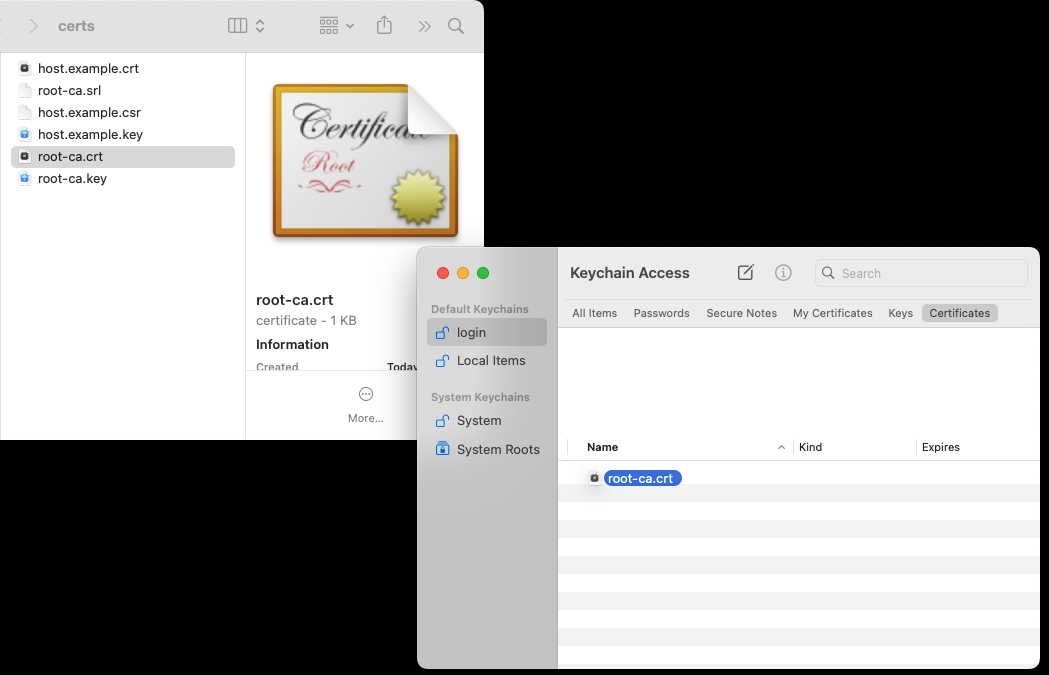 certs
host.example.crt
root-ca.srl
host.example.csr
host.example.key
root-ca.crt
root-ca.key
Certificate
Root
root-ca.crt
certificate - 1 KB
Information
Created Today
More...
Keychain Access
Search
Default Keychains
login
Local Items
System Keychains
System
System Roots
All Items Passwords Secure Notes My Certificates Keys Certificates
Name Kind Expires
root-ca.crt